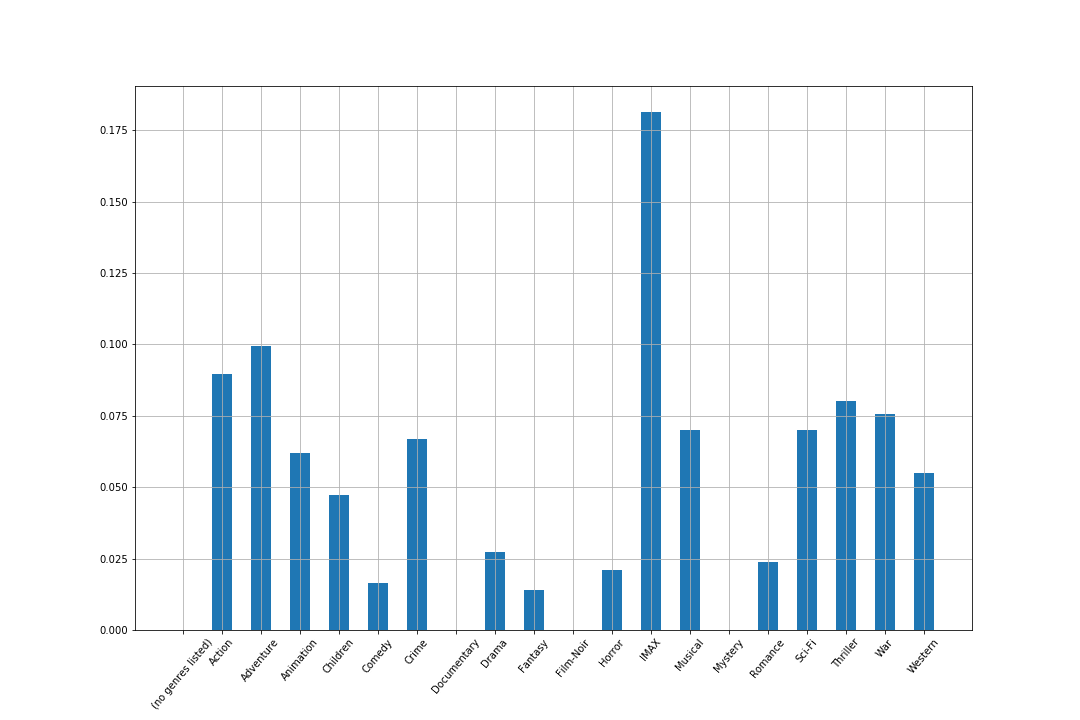 0.175
0.150
0.125
0.100
0.075
0.050
0.025
0.000
(no genres listed)
Action
Adventure
Animation
Children
Comedy
Crime
Documentary
Drama
Fantasy
Film-Noir
Horror
IMAX
Musical
Mystery
Romance
Sci-Fi
Thriller
War
Western